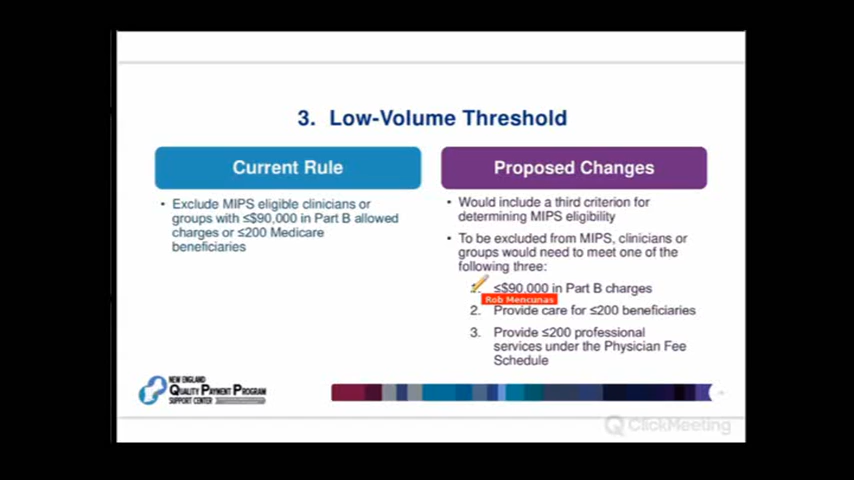 3. Low-Volume Threshold
Current Rule
• Exclude MIPS eligible clinicians or
groups with ≤$90,000 in Part B allowed
charges or ≤200 Medicare
beneficiaries
Proposed Changes
• Would include a third criterion for
determining MIPS eligibility
• To be excluded from MIPS, clinicians or
groups would need to meet one of the
following three:
≤$90,000 in Part B charges
Rob Mencunas
2. Provide care for ≤200 beneficiaries
3. Provide ≤200 professional
services under the Physician Fee
Schedule
NEW ENGLAND
QUALITY PAYMENT PROGRAM
SUPPORT CENTER
ClickMeeting